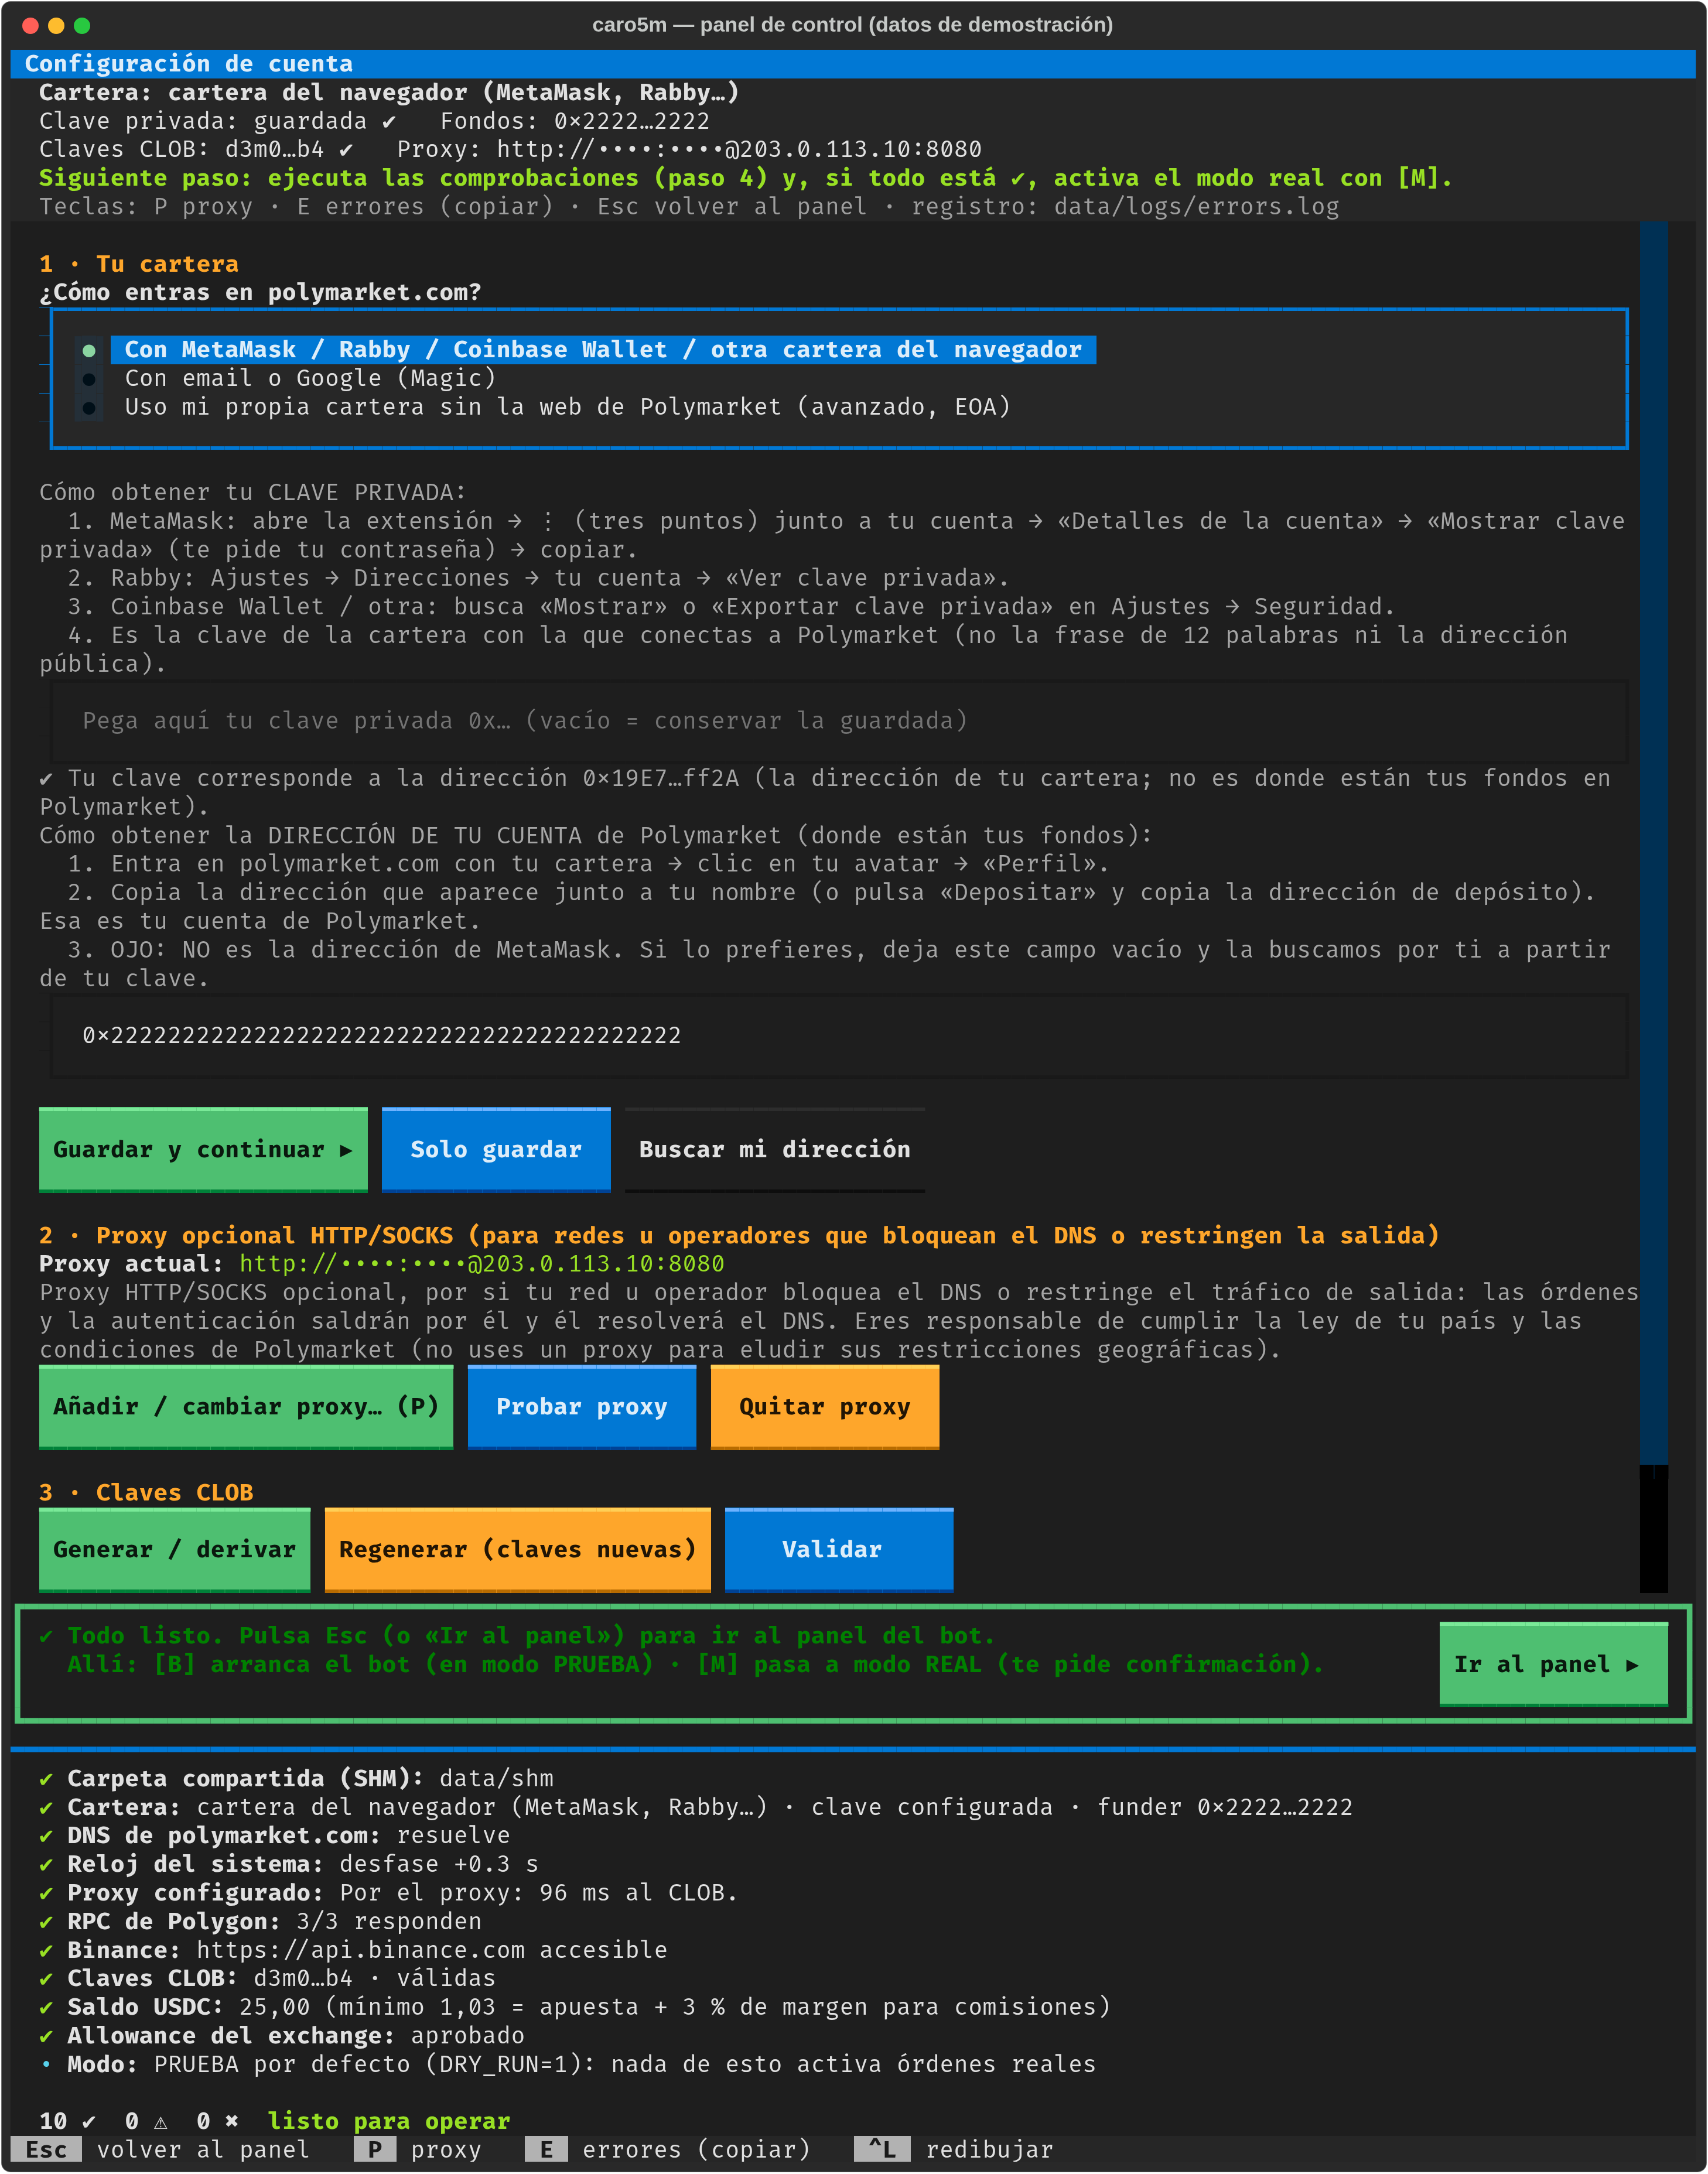 caro5m — panel de control (datos de demostración)
Configuración de cuenta
Cartera: cartera del navegador (MetaMask, Rabby…)
Clave privada: guardada ✔   Fondos: 0×2222…2222
Claves CLOB: d3m0…b4 ✔   Proxy: http://••••:••••@203.0.113.10:8080
Siguiente paso: ejecuta las comprobaciones (paso 4) y, si todo está ✔, activa el modo real con [M].
Teclas: P proxy · E errores (copiar) · Esc volver al panel · registro: data/logs/errors.log
1 · Tu cartera
¿Cómo entras en polymarket.com?
● Con MetaMask / Rabby / Coinbase Wallet / otra cartera del navegador
● Con email o Google (Magic)
● Uso mi propia cartera sin la web de Polymarket (avanzado, EOA)
Cómo obtener tu CLAVE PRIVADA:
1. MetaMask: abre la extensión → ⋮ (tres puntos) junto a tu cuenta → «Detalles de la cuenta» → «Mostrar clave
privada» (te pide tu contraseña) → copiar.
2. Rabby: Ajustes → Direcciones → tu cuenta → «Ver clave privada».
3. Coinbase Wallet / otra: busca «Mostrar» o «Exportar clave privada» en Ajustes → Seguridad.
4. Es la clave de la cartera con la que conectas a Polymarket (no la frase de 12 palabras ni la dirección
pública).
Pega aquí tu clave privada 0x… (vacío = conservar la guardada)
✔ Tu clave corresponde a la dirección 0×19E7…ff2A (la dirección de tu cartera; no es donde están tus fondos en
Polymarket).
Cómo obtener la DIRECCIÓN DE TU CUENTA de Polymarket (donde están tus fondos):
1. Entra en polymarket.com con tu cartera → clic en tu avatar → «Perfil».
2. Copia la dirección que aparece junto a tu nombre (o pulsa «Depositar» y copia la dirección de depósito).
Esa es tu cuenta de Polymarket.
3. OJO: NO es la dirección de MetaMask. Si lo prefieres, deja este campo vacío y la buscamos por ti a partir
de tu clave.
0×2222222222222222222222222222222222222222
Guardar y continuar ▶   Solo guardar   Buscar mi dirección
2 · Proxy opcional HTTP/SOCKS (para redes u operadores que bloquean el DNS o restringen la salida)
Proxy actual: http://••••:••••@203.0.113.10:8080
Proxy HTTP/SOCKS opcional, por si tu red u operador bloquea el DNS o restringe el tráfico de salida: las órdenes
y la autenticación saldrán por él y él resolverá el DNS. Eres responsable de cumplir la ley de tu país y las
condiciones de Polymarket (no uses un proxy para eludir sus restricciones geográficas).
Añadir / cambiar proxy… (P)   Probar proxy   Quitar proxy
3 · Claves CLOB
Generar / derivar   Regenerar (claves nuevas)   Validar
✔ Todo listo. Pulsa Esc (o «Ir al panel») para ir al panel del bot.
Allí: [B] arranca el bot (en modo PRUEBA) · [M] pasa a modo REAL (te pide confirmación).
Ir al panel ▶
✔ Carpeta compartida (SHM): data/shm
✔ Cartera: cartera del navegador (MetaMask, Rabby…) · clave configurada · funder 0×2222…2222
✔ DNS de polymarket.com: resuelve
✔ Reloj del sistema: desfase +0.3 s
✔ Proxy configurado: Por el proxy: 96 ms al CLOB.
✔ RPC de Polygon: 3/3 responden
✔ Binance: https://api.binance.com accesible
✔ Claves CLOB: d3m0…b4 · válidas
✔ Saldo USDC: 25,00 (mínimo 1,03 = apuesta + 3 % de margen para comisiones)
✔ Allowance del exchange: aprobado
• Modo: PRUEBA por defecto (DRY_RUN=1): nada de esto activa órdenes reales
10 ✔  0 ⚠  0 ✖  listo para operar
Esc volver al panel   P proxy   E errores (copiar)   ^L redibujar